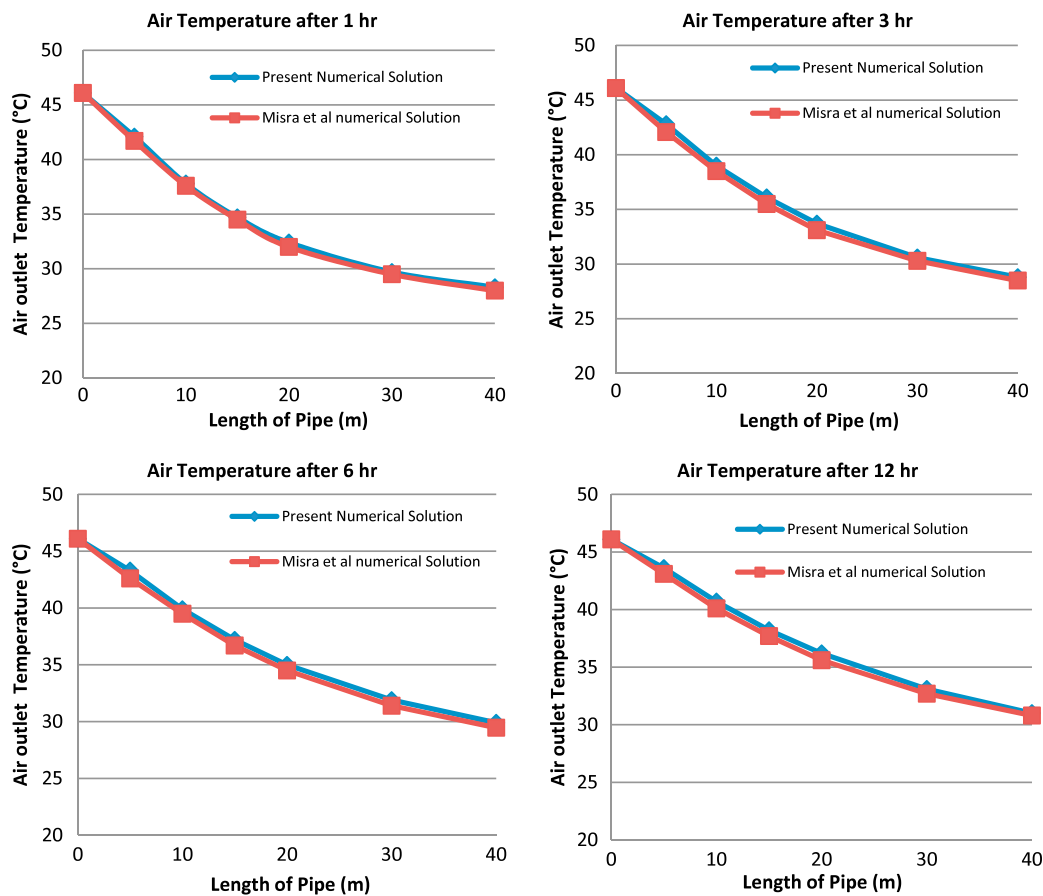 Air Temperature after 1 hr
Air outlet Temperature (°C)
50
45
40
35
30
25
20
Present Numerical Solution
Misra et al numerical Solution
0 10 20 30 40
Length of Pipe (m)
Air Temperature after 3 hr
Air outlet Temperature (°C)
50
45
40
35
30
25
20
Present Numerical Solution
Misra et al numerical Solution
0 10 20 30 40
Length of Pipe (m)
Air Temperature after 6 hr
Air outlet Temperature (°C)
50
45
40
35
30
25
20
Present Numerical Solution
Misra et al numerical Solution
0 10 20 30 40
Length of Pipe (m)
Air Temperature after 12 hr
Air outlet Temperature (°C)
50
45
40
35
30
25
20
Present Numerical Solution
Misra et al numerical Solution
0 10 20 30 40
Length of Pipe (m)